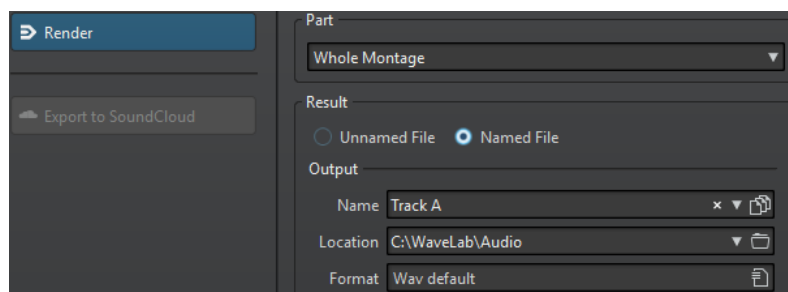 Render
Export to SoundCloud
Part
Whole Montage
Result
Unnamed File Named File
Output
Name Track A
Location C:\WaveLab\Audio
Format Wav default